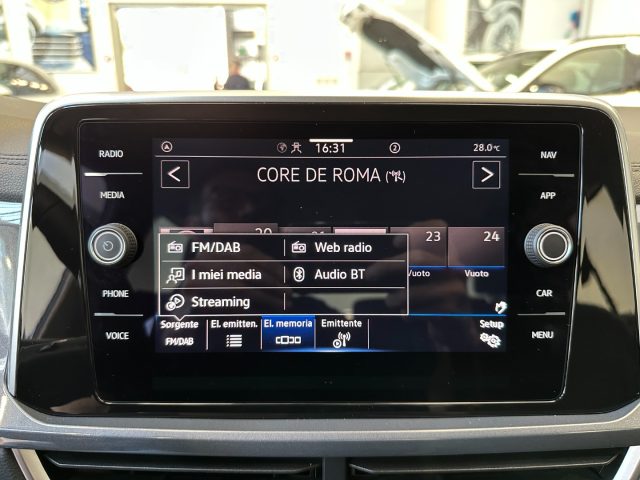 RADIO
MEDIA
PHONE
VOICE
NAV
APP
CAR
MENU
16:31
2
28.0°C
CORE DE ROMA
23
24
Vuoto
FM/DAB
Web radio
I miei media
Audio BT
Streaming
Sorgente
FM/DAB
El. emitten.
El. memoria
Emittente
Setup